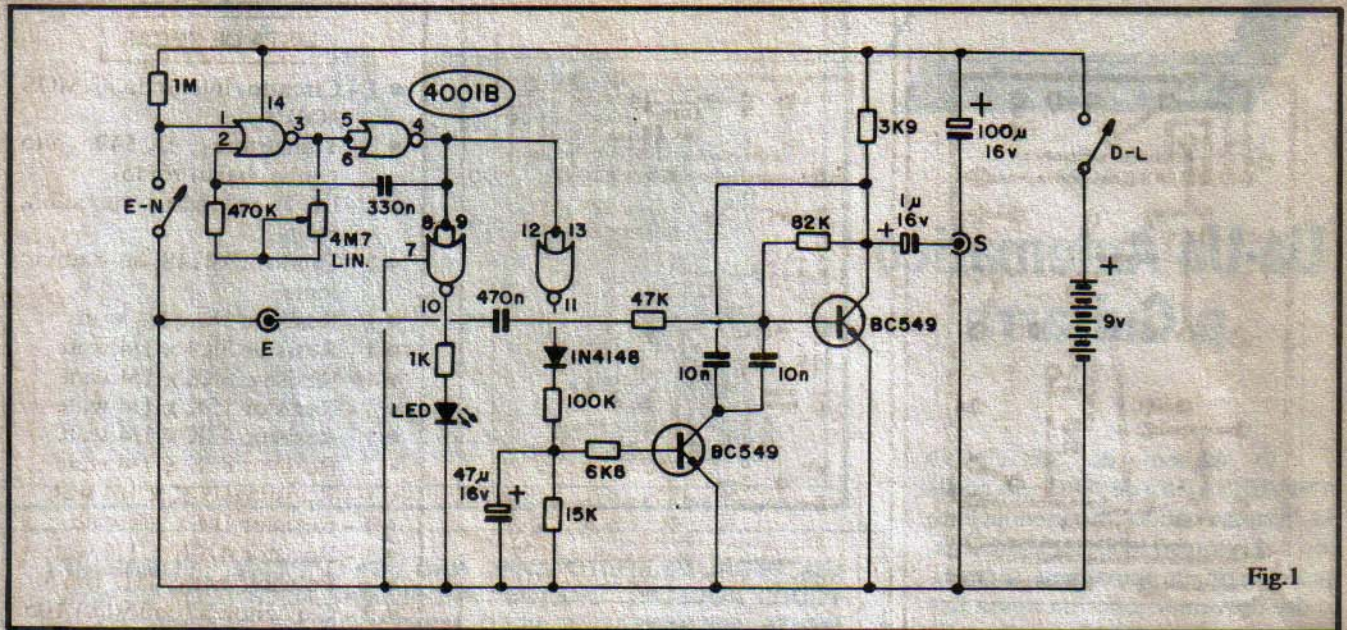 1M
14
4001B
1
2
3
5
6
4
3K9
100µ
16v
D-L
E-N
470K
330n
4M7
LIN.
8
9
7
12
13
82K
1µ
16v
S
10
11
470n
47K
E
BC549
9v
1K
1N4148
10n
10n
LED
100K
BC549
47µ
16v
6K8
15K
Fig.1